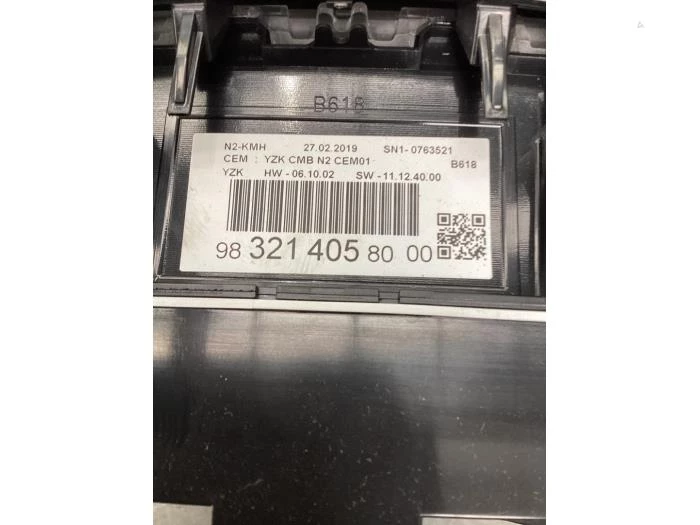 B618
N2-KMH 27.02.2019 SN1- 0763521
CEM : YZK CMB N2 CEM01 B618
YZK HW - 06.10.02 SW - 11.12.40.00
98 321 405 80 00